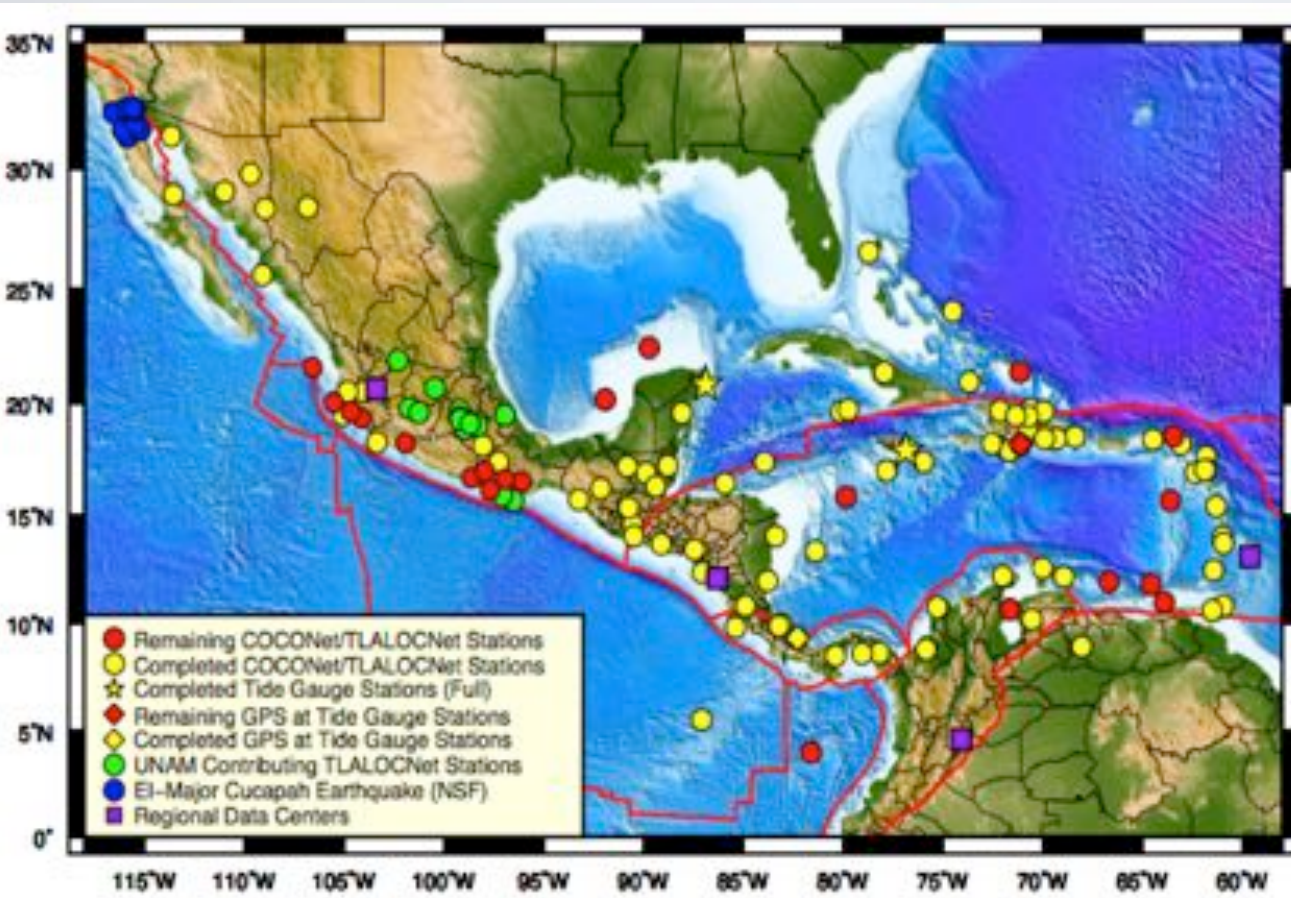 35°N
30°N
25°N
20°N
15°N
10°N
5°N
0°
Remaining COCONet/TLALOCNet Stations
Completed COCONet/TLALOCNet Stations
Completed Tide Gauge Stations (Full)
Remaining GPS at Tide Gauge Stations
Completed GPS at Tide Gauge Stations
UNAM Contributing TLALOCNet Stations
El-Major Cucapah Earthquake (NSF)
Regional Data Centers
115°W 110°W 105°W 100°W 95°W 90°W 85°W 80°W 75°W 70°W 65°W 60°W